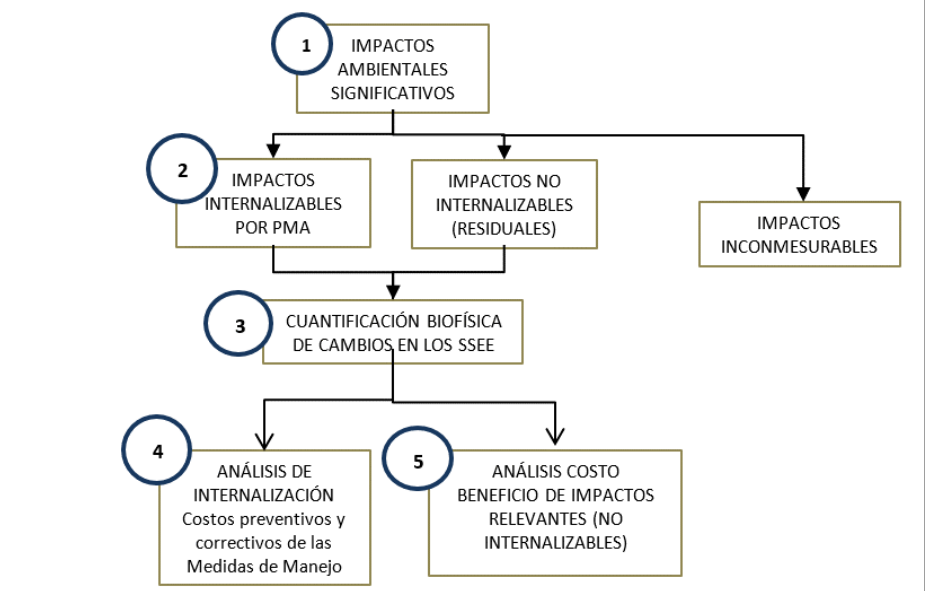 1
IMPACTOS
AMBIENTALES
SIGNIFICATIVOS
2
IMPACTOS
INTERNALIZABLES
POR PMA
IMPACTOS NO
INTERNALIZABLES
(RESIDUALES)
IMPACTOS
INCONMESURABLES
3
CUANTIFICACIÓN BIOFÍSICA
DE CAMBIOS EN LOS SSEE
4
ANÁLISIS DE
INTERNALIZACIÓN
Costos preventivos y
correctivos de las
Medidas de Manejo
5
ANÁLISIS COSTO
BENEFICIO DE IMPACTOS
RELEVANTES (NO
INTERNALIZABLES)